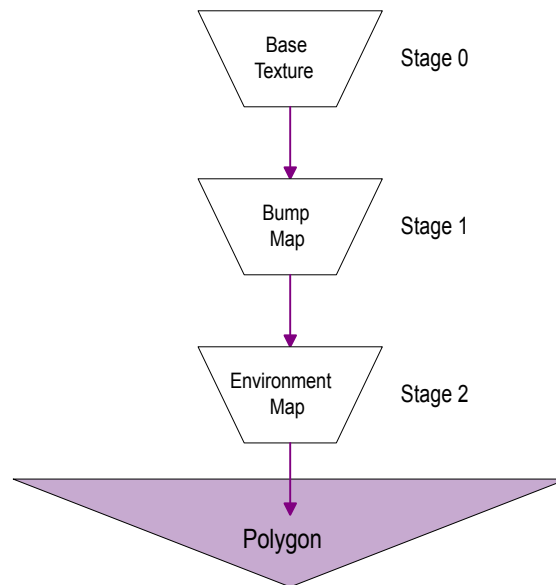 Base
Texture
Stage 0
Bump
Map
Stage 1
Environment
Map
Stage 2
Polygon